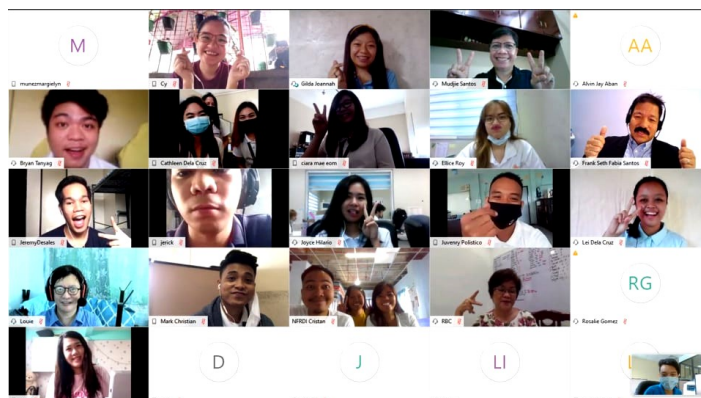 M
AA
munezmargielyn
Cy
Gilda Joannah
Mudjie Santos
Alvin Jay Aban
Bryan Tanyag
Cathleen Dela Cruz
ciara mae eom
Ellice Roy
Frank Seth Fabia Santos
JeremyDesales
jerick
Joyce Hilario
Juvenry Polistico
Lei Dela Cruz
RG
Louie
Mark Christian
NFRDI Cristan
RBC
Rosalie Gomez
D
J
LI